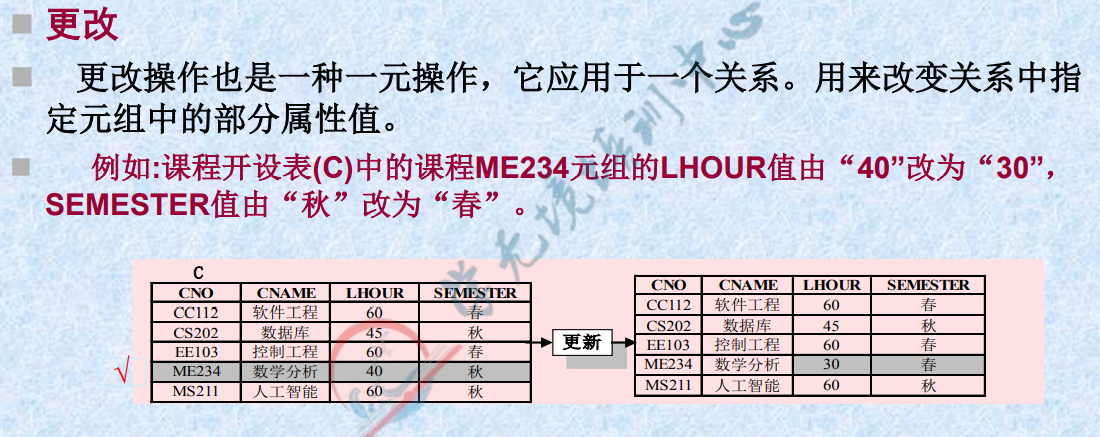 更改
更改操作也是一种一元操作，它应用于一个关系。用来改变关系中指
定元组中的部分属性值。
例如:课程开设表(C)中的课程ME234元组的LHOUR值由“40”改为“30”，
SEMESTER值由“秋”改为“春”。
C
CNO CNAME LHOUR SEMESTER
CC112 软件工程 60 春
CS202 数据库 45 秋
EE103 控制工程 60 春
√ ME234 数学分析 40 秋
MS211 人工智能 60 秋
更新
CNO CNAME LHOUR SEMESTER
CC112 软件工程 60 春
CS202 数据库 45 秋
EE103 控制工程 60 春
ME234 数学分析 30 春
MS211 人工智能 60 秋